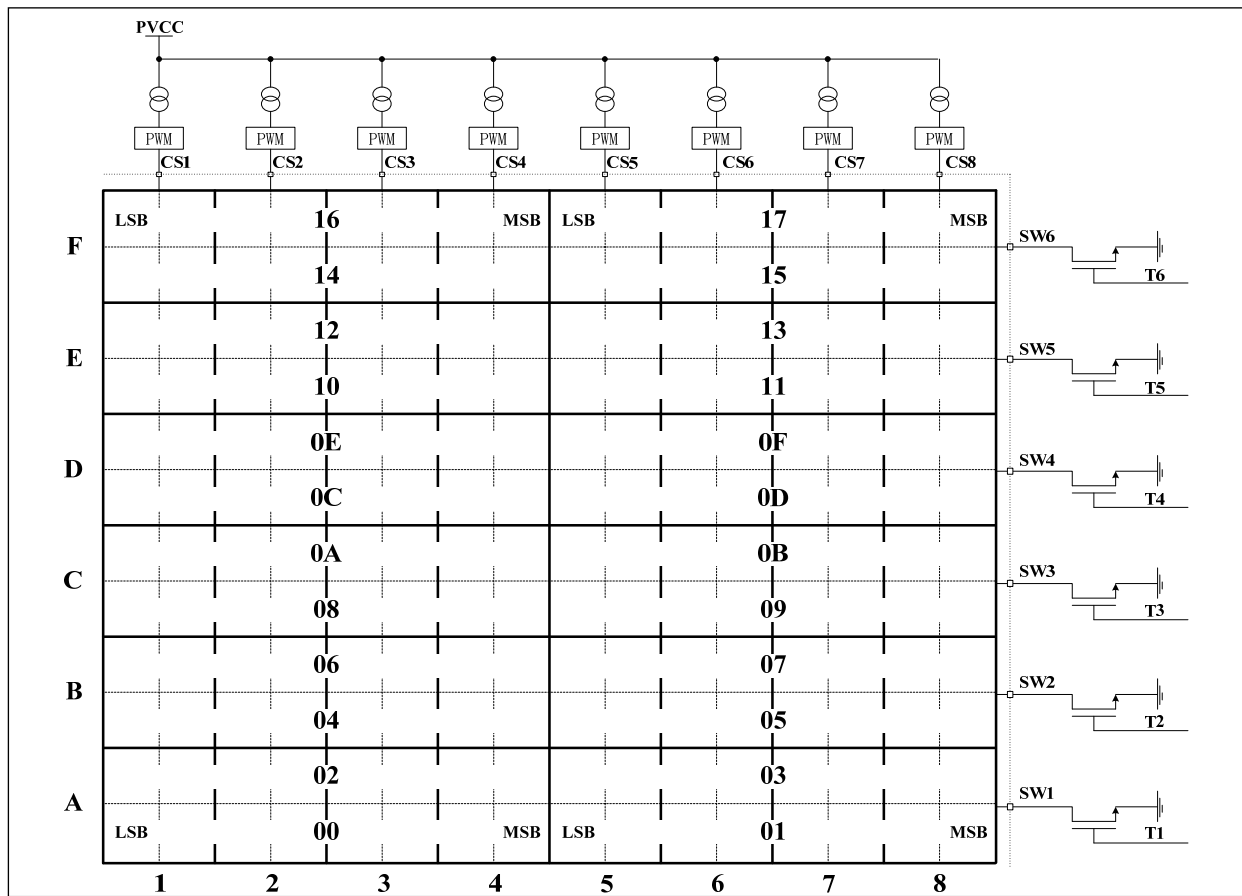 PVCC
PWM PWM PWM PWM PWM PWM PWM PWM
CS1 CS2 CS3 CS4 CS5 CS6 CS7 CS8
LSB 16 MSB LSB 17 MSB
F SW6
14 15 T6
12 13
E SW5
10 11 T5
0E 0F
D SW4
0C 0D T4
0A 0B
C SW3
08 09 T3
06 07
B SW2
04 05 T2
02 03
A SW1
LSB 00 MSB LSB 01 MSB T1
1 2 3 4 5 6 7 8